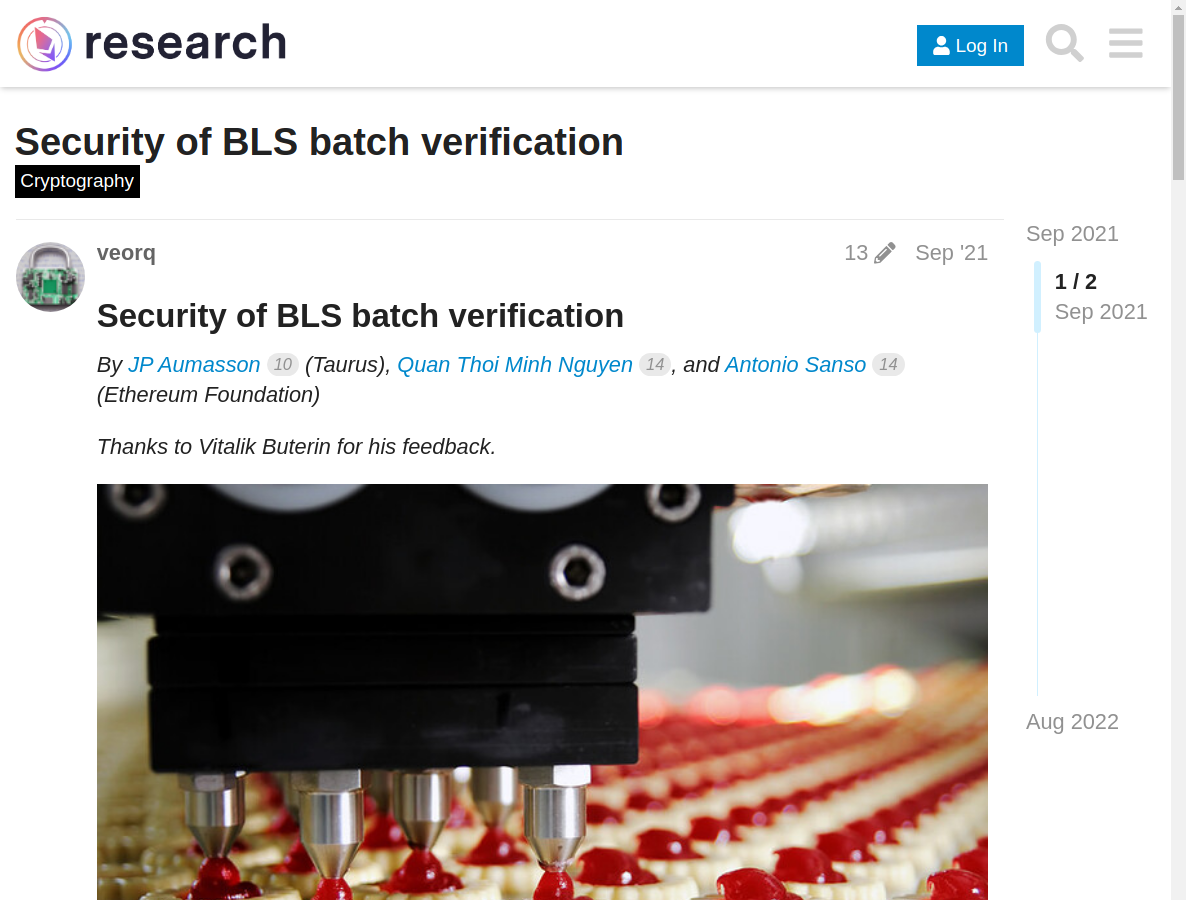 research
Log In
Security of BLS batch verification
Cryptography
Sep 2021
veorq
13
Sep '21
1 / 2
Sep 2021
Security of BLS batch verification
By JP Aumasson 10 (Taurus), Quan Thoi Minh Nguyen 14, and Antonio Sanso 14
(Ethereum Foundation)
Thanks to Vitalik Buterin for his feedback.
Aug 2022